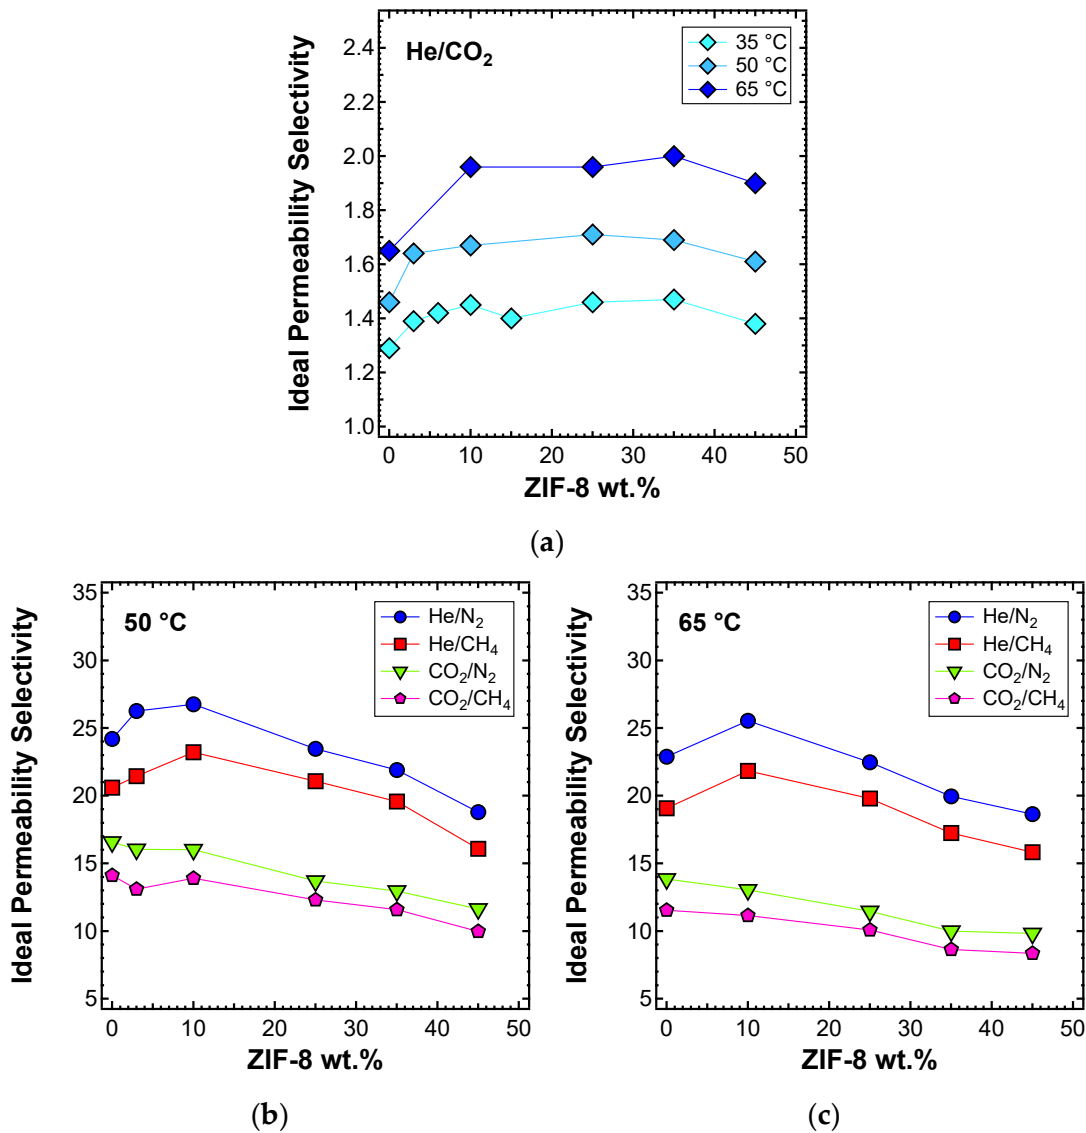 He/CO₂
35 °C
50 °C
65 °C
Ideal Permeability Selectivity
2.4
2.2
2.0
1.8
1.6
1.4
1.2
1.0
0 10 20 30 40 50
ZIF-8 wt.%
(a)
50 °C
He/N₂
He/CH₄
CO₂/N₂
CO₂/CH₄
Ideal Permeability Selectivity
35
30
25
20
15
10
5
0 10 20 30 40 50
ZIF-8 wt.%
(b)
65 °C
He/N₂
He/CH₄
CO₂/N₂
CO₂/CH₄
Ideal Permeability Selectivity
35
30
25
20
15
10
5
0 10 20 30 40 50
ZIF-8 wt.%
(c)